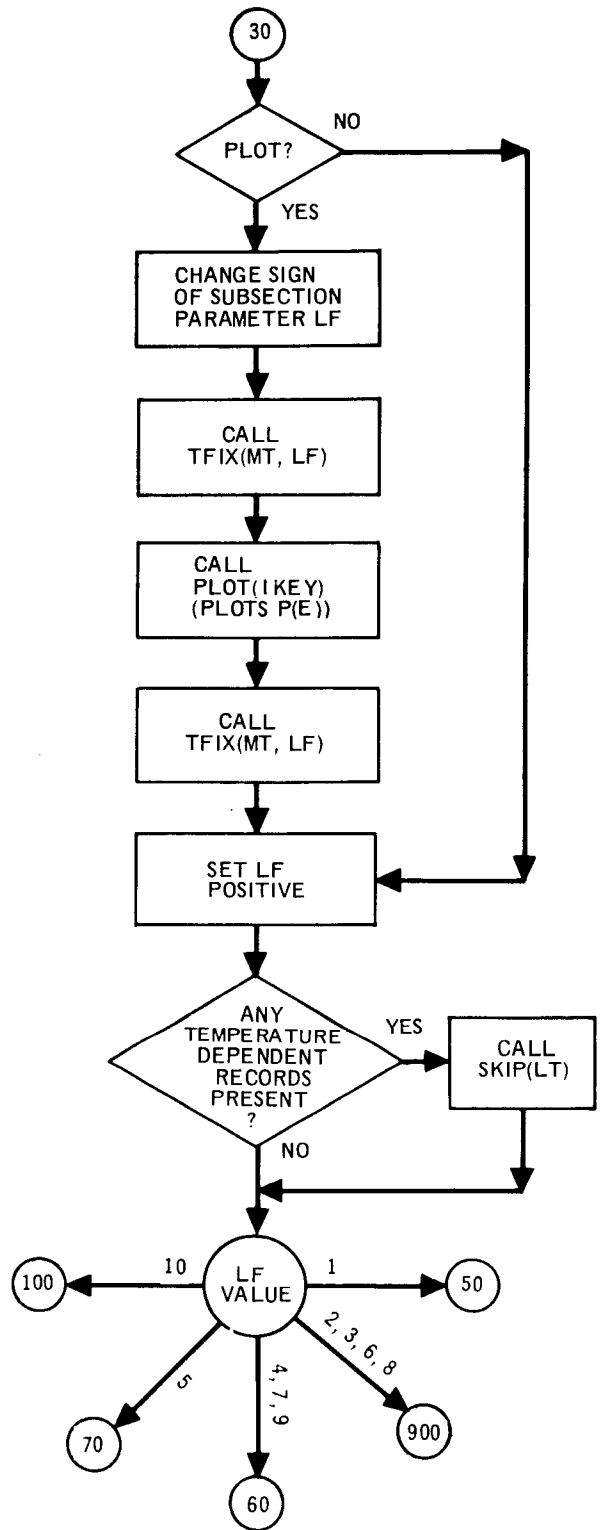 30
PLOT?
NO
YES
CHANGE SIGN
OF SUBSECTION
PARAMETER LF
CALL
TFIX(MT, LF)
CALL
PLOT(IKEY)
(PLOTS P(E))
CALL
TFIX(MT, LF)
SET LF
POSITIVE
ANY
TEMPERATURE
DEPENDENT
RECORDS
PRESENT
?
YES
CALL
SKIP(LT)
NO
LF
VALUE
10
100
1
50
5
70
4, 7, 9
60
2, 3, 6, 8
900